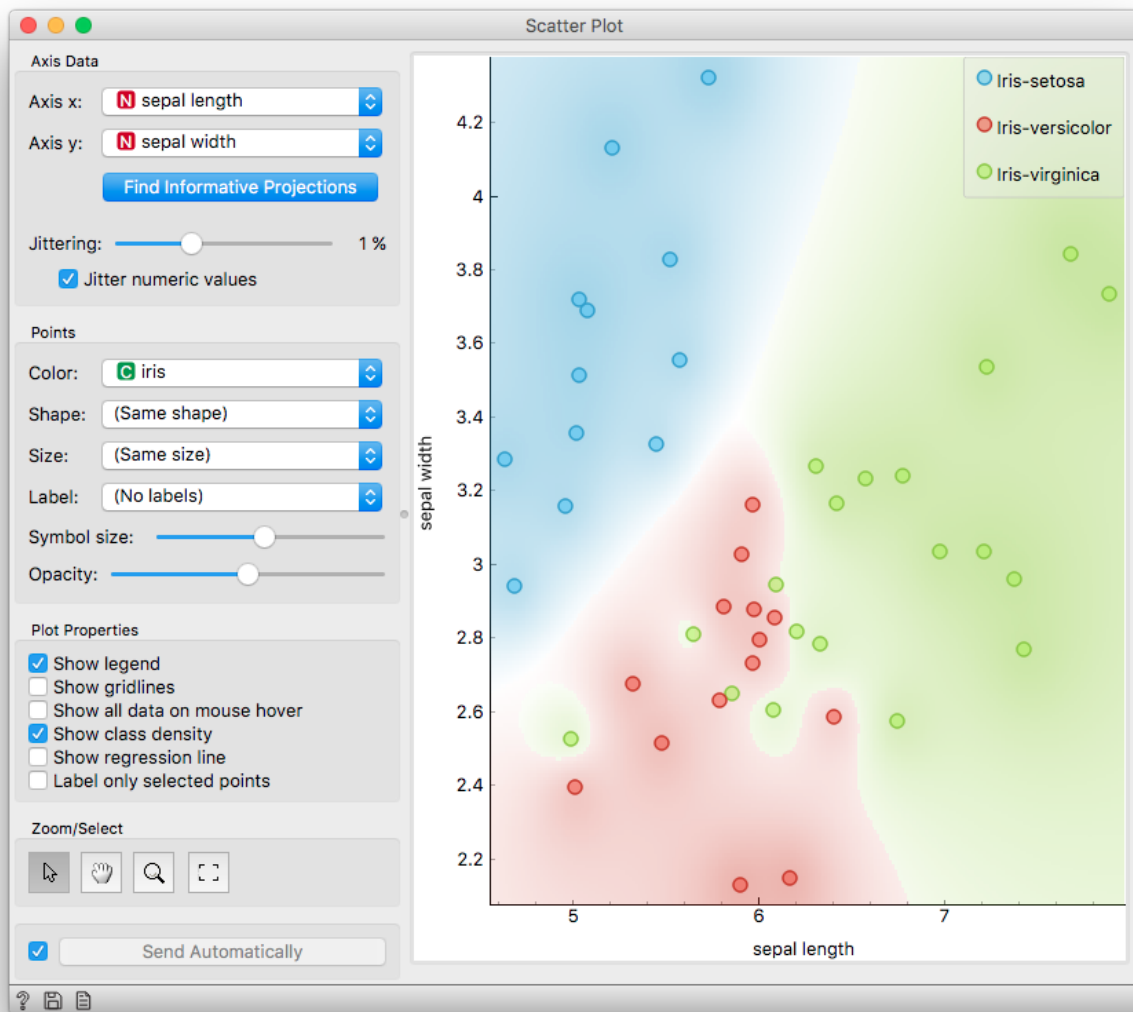 Scatter Plot
Axis Data
Axis x: N sepal length
Axis y: N sepal width
Find Informative Projections
Jittering: 1 %
Jitter numeric values
Points
Color: C iris
Shape: (Same shape)
Size: (Same size)
Label: (No labels)
Symbol size:
Opacity:
Plot Properties
Show legend
Show gridlines
Show all data on mouse hover
Show class density
Show regression line
Label only selected points
Zoom/Select
Send Automatically
?
Iris-setosa
Iris-versicolor
Iris-virginica
sepal width
4.2
4
3.8
3.6
3.4
3.2
3
2.8
2.6
2.4
2.2
5 6 7
sepal length